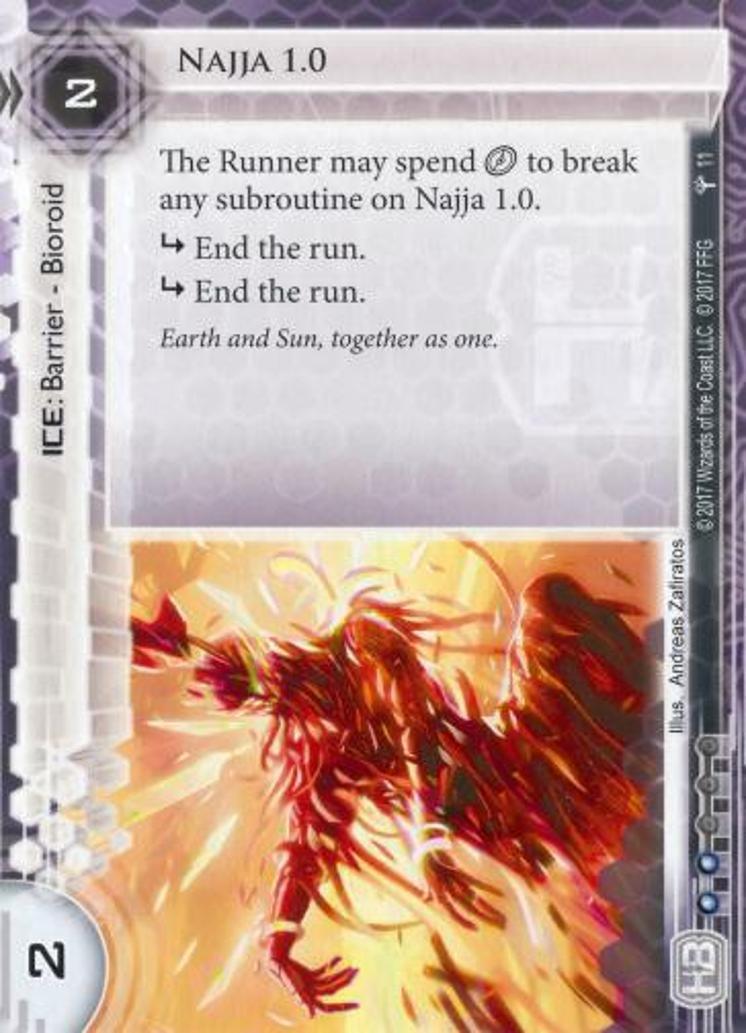 2
NAJJA 1.0
The Runner may spend to break
any subroutine on Najja 1.0.
End the run.
End the run.
Earth and Sun, together as one.
ICE: Barrier - Bioroid
11
©2017 Wizards of the Coast LLC. ©2017 FFG
Illus. Andreas Zafiratos
2
HB